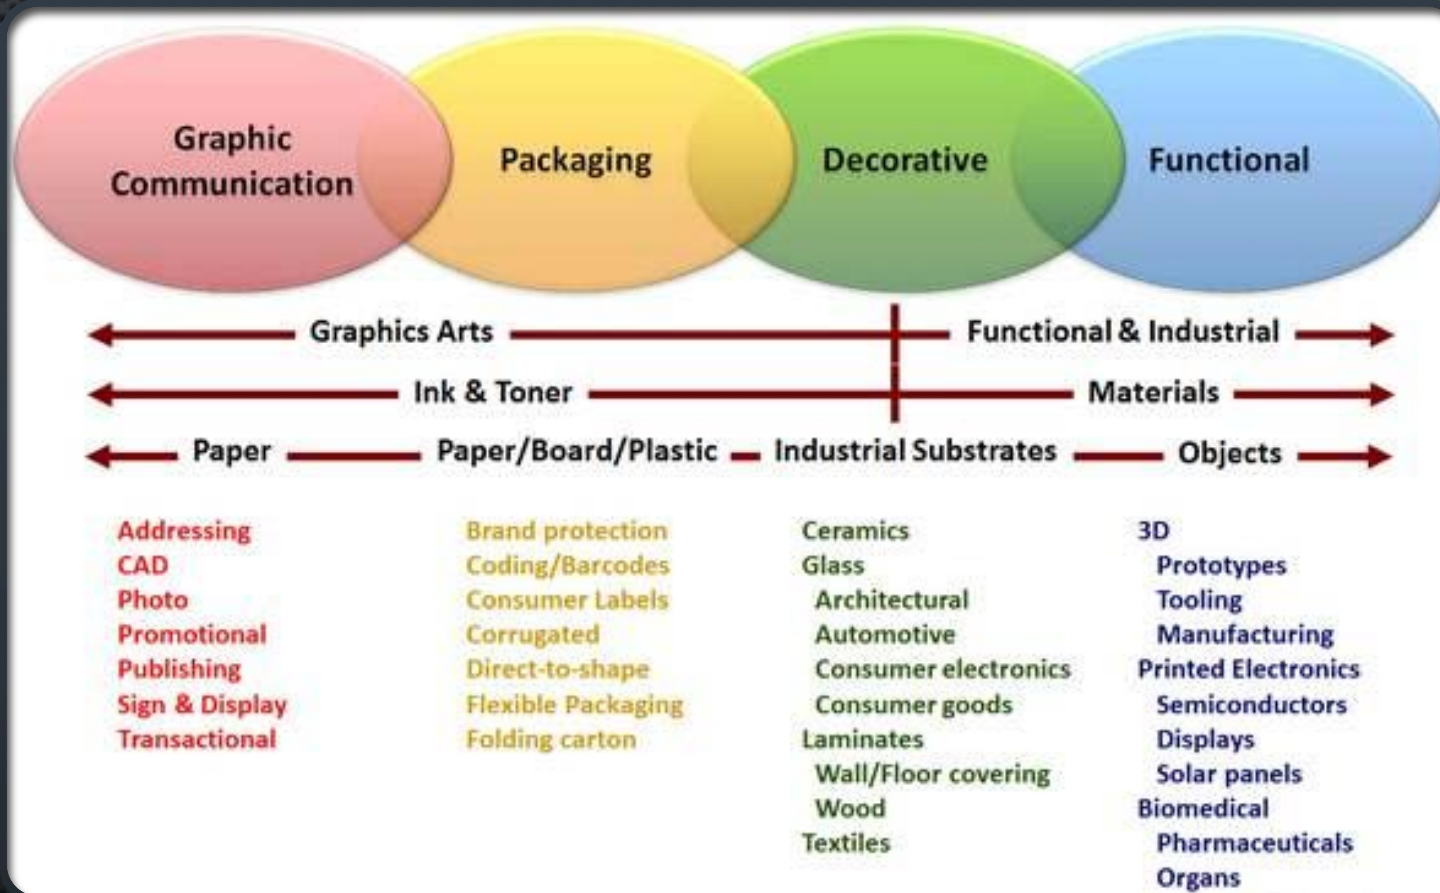 Graphic
Communication
Packaging
Decorative
Functional
Graphics Arts
Functional & Industrial
Ink & Toner
Materials
Paper
Paper/Board/Plastic
Industrial Substrates
Objects
Addressing
CAD
Photo
Promotional
Publishing
Sign & Display
Transactional
Brand protection
Coding/Barcodes
Consumer Labels
Corrugated
Direct-to-shape
Flexible Packaging
Folding carton
Ceramics
Glass
Architectural
Automotive
Consumer electronics
Consumer goods
Laminates
Wall/Floor covering
Wood
Textiles
3D
Prototypes
Tooling
Manufacturing
Printed Electronics
Semiconductors
Displays
Solar panels
Biomedical
Pharmaceuticals
Organs